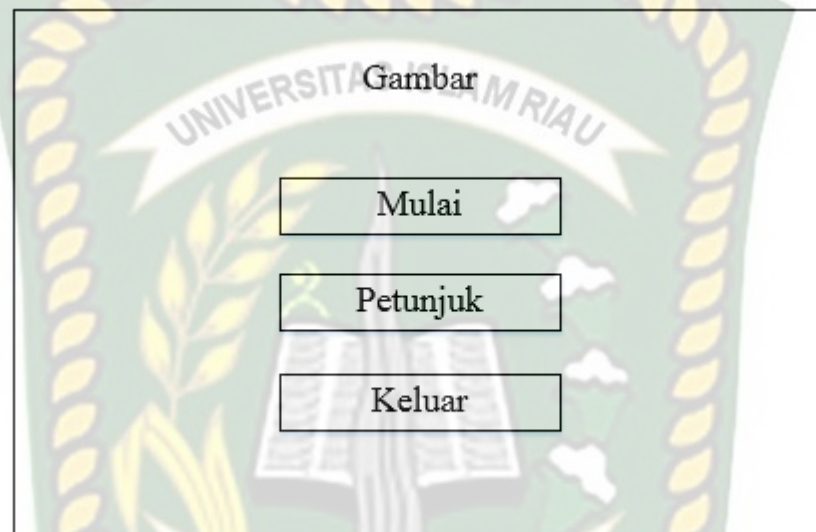 Gambar
UNIVERSITAS ISLAM RIAU
Mulai
Petunjuk
Keluar